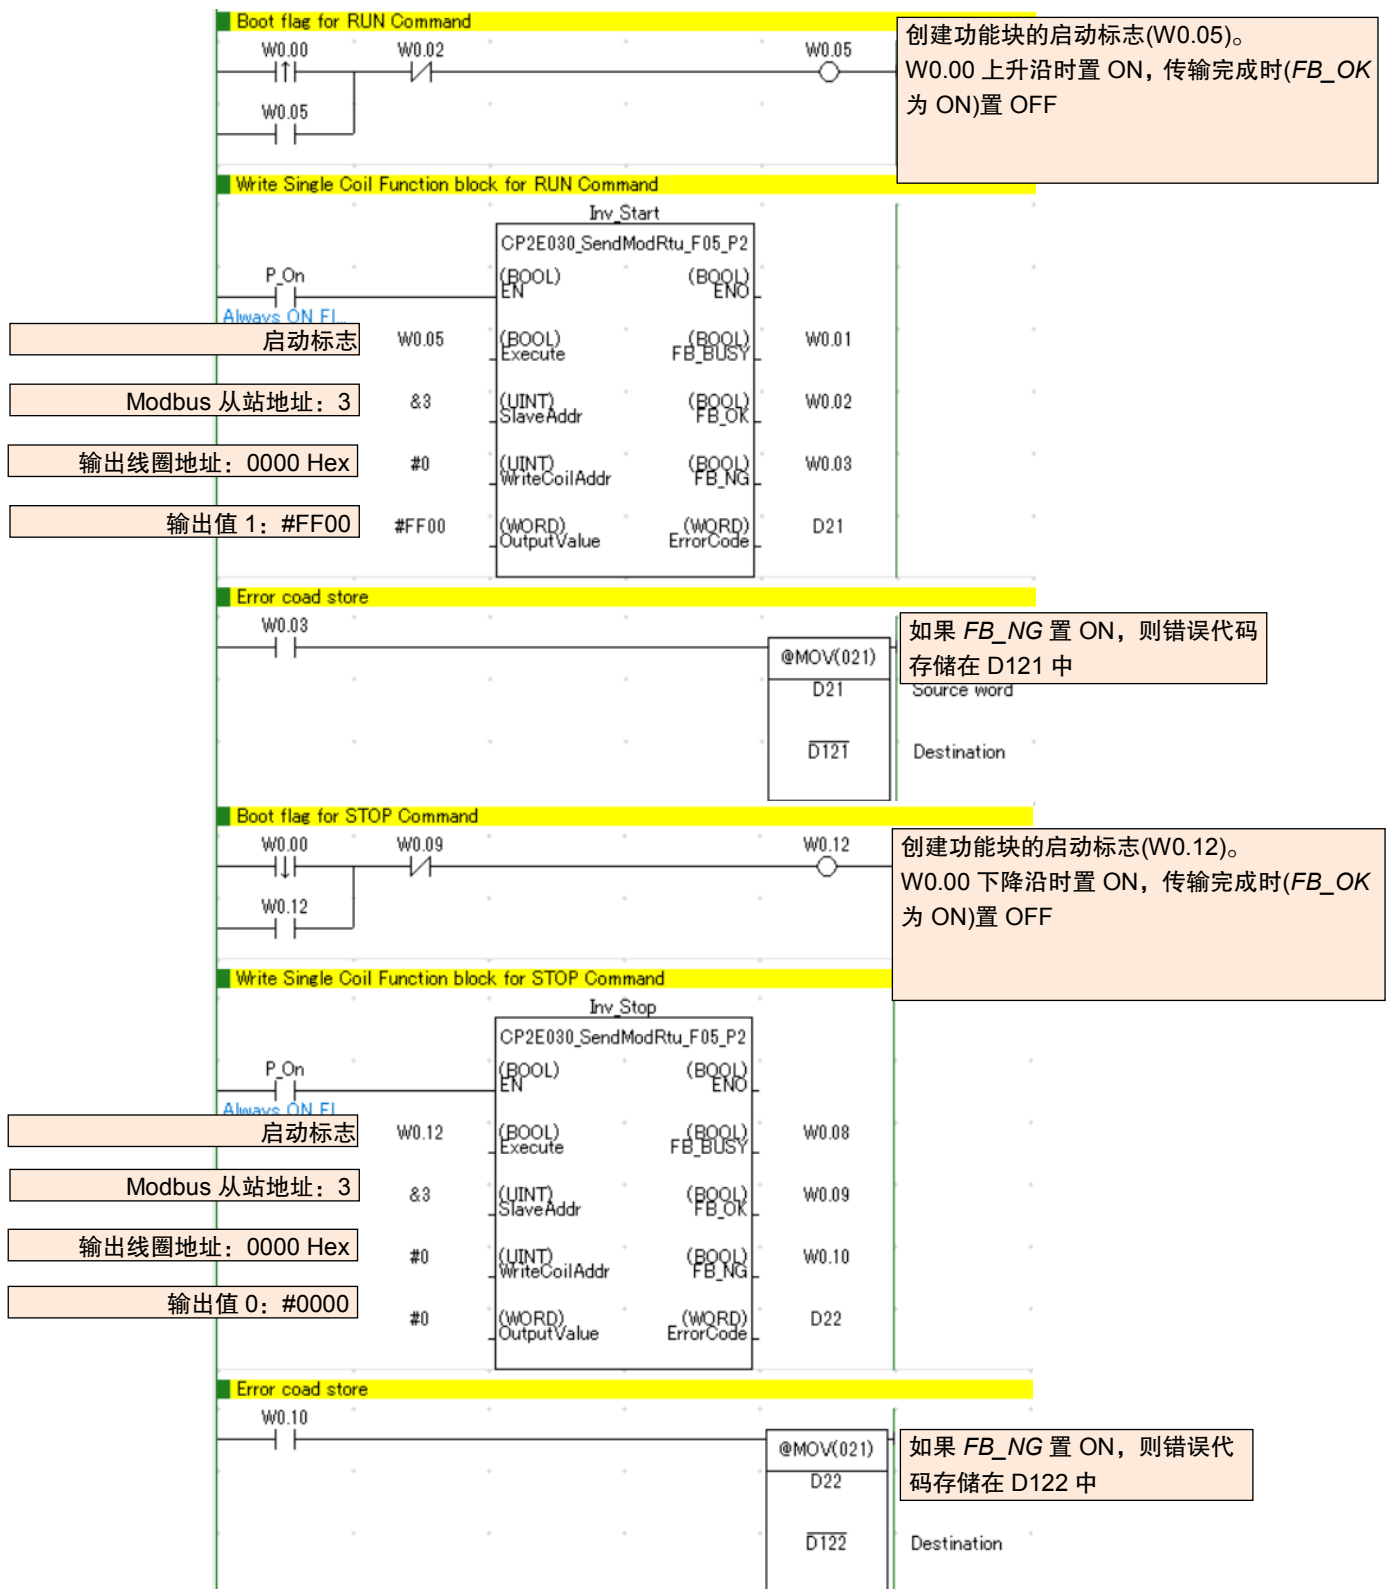 Boot flag for RUN Command
W0.00
W0.02
W0.05
W0.05
创建功能块的启动标志(W0.05)。
W0.00 上升沿时置 ON，传输完成时(FB_OK
为 ON)置 OFF
Write Single Coil Function block for RUN Command
Inv_Start
CP2E030_SendModRtu_F05_P2
P_On
(BOOL)
EN
(BOOL)
ENO
Always ON Fl...
启动标志
W0.05
(BOOL)
Execute
(BOOL)
FB_BUSY
W0.01
Modbus 从站地址：3
&3
(UINT)
SlaveAddr
(BOOL)
FB_OK
W0.02
输出线圈地址：0000 Hex
#0
(UINT)
WriteCoilAddr
(BOOL)
FB_NG
W0.03
输出值 1：#FF00
#FF00
(WORD)
OutputValue
(WORD)
ErrorCode
D21
Error coad store
W0.03
@MOV(021)
D21
Source word
D121
Destination
如果 FB_NG 置 ON，则错误代码
存储在 D121 中
Boot flag for STOP Command
W0.00
W0.09
W0.12
W0.12
创建功能块的启动标志(W0.12)。
W0.00 下降沿时置 ON，传输完成时(FB_OK
为 ON)置 OFF
Write Single Coil Function block for STOP Command
Inv_Stop
CP2E030_SendModRtu_F05_P2
P_On
(BOOL)
EN
(BOOL)
ENO
Always ON Fl...
启动标志
W0.12
(BOOL)
Execute
(BOOL)
FB_BUSY
W0.08
Modbus 从站地址：3
&3
(UINT)
SlaveAddr
(BOOL)
FB_OK
W0.09
输出线圈地址：0000 Hex
#0
(UINT)
WriteCoilAddr
(BOOL)
FB_NG
W0.10
输出值 0：#0000
#0
(WORD)
OutputValue
(WORD)
ErrorCode
D22
Error coad store
W0.10
@MOV(021)
D22
D122
Destination
如果 FB_NG 置 ON，则错误代
码存储在 D122 中